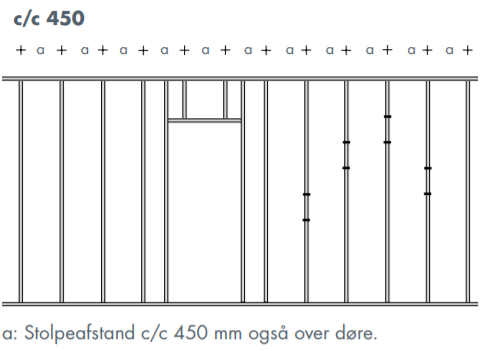 c/c 450
+ a + a + a + a + a + a + a + a + a + a + a +
a: Stolpeafstand c/c 450 mm også over døre.